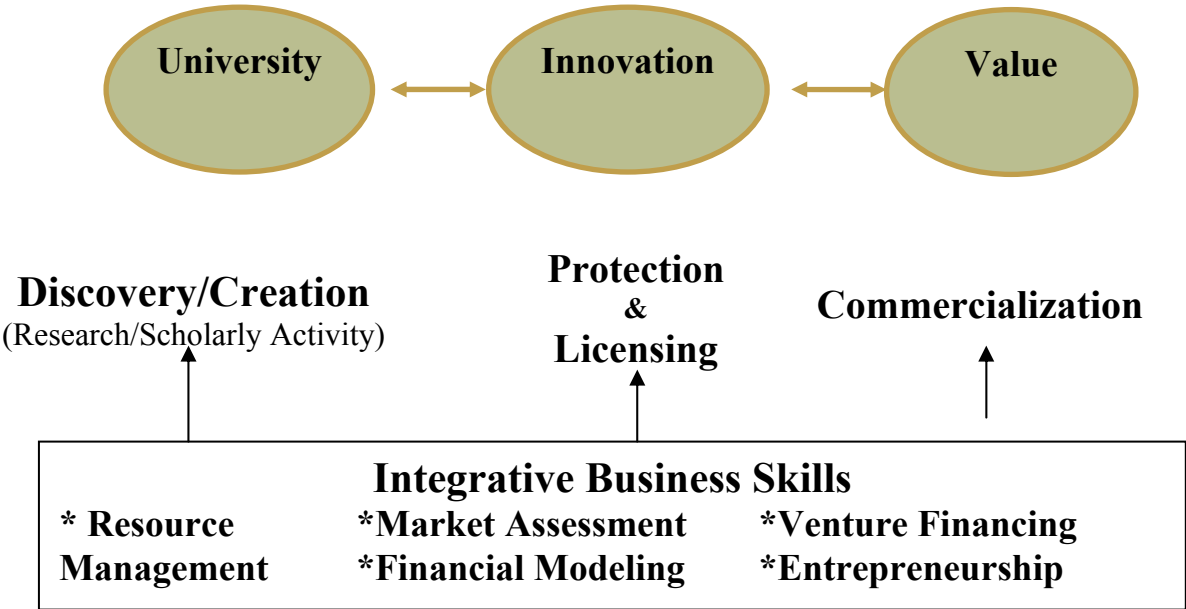 University
Innovation
Value
Discovery/Creation
(Research/Scholarly Activity)
Protection
&
Licensing
Commercialization
Integrative Business Skills
* Resource
Management
*Market Assessment
*Financial Modeling
*Venture Financing
*Entrepreneurship